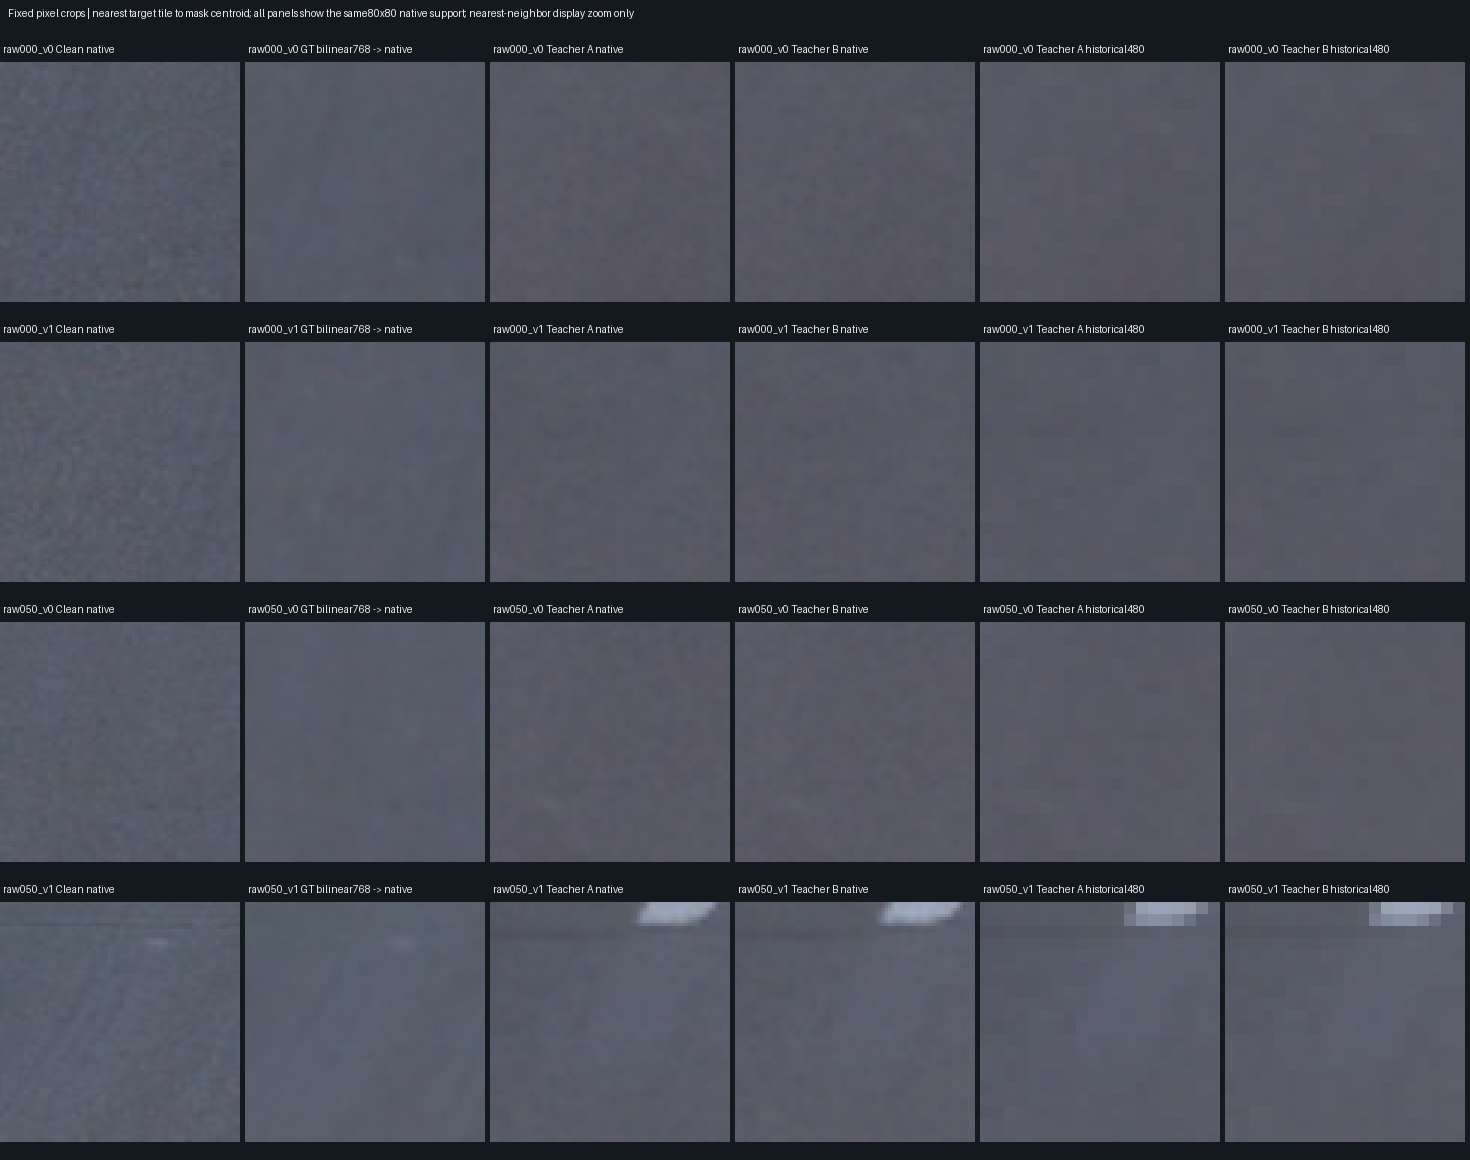 Fixed pixel crops | nearest target tile to mask centroid; all panels show the same80x80 native support; nearest-neighbor display zoom only
raw000_v0 Clean native raw000_v0 GT bilinear768 -> native raw000_v0 Teacher A native raw000_v0 Teacher B native raw000_v0 Teacher A historical480 raw000_v0 Teacher B historical480
raw000_v1 Clean native raw000_v1 GT bilinear768 -> native raw000_v1 Teacher A native raw000_v1 Teacher B native raw000_v1 Teacher A historical480 raw000_v1 Teacher B historical480
raw050_v0 Clean native raw050_v0 GT bilinear768 -> native raw050_v0 Teacher A native raw050_v0 Teacher B native raw050_v0 Teacher A historical480 raw050_v0 Teacher B historical480
raw050_v1 Clean native raw050_v1 GT bilinear768 -> native raw050_v1 Teacher A native raw050_v1 Teacher B native raw050_v1 Teacher A historical480 raw050_v1 Teacher B historical480